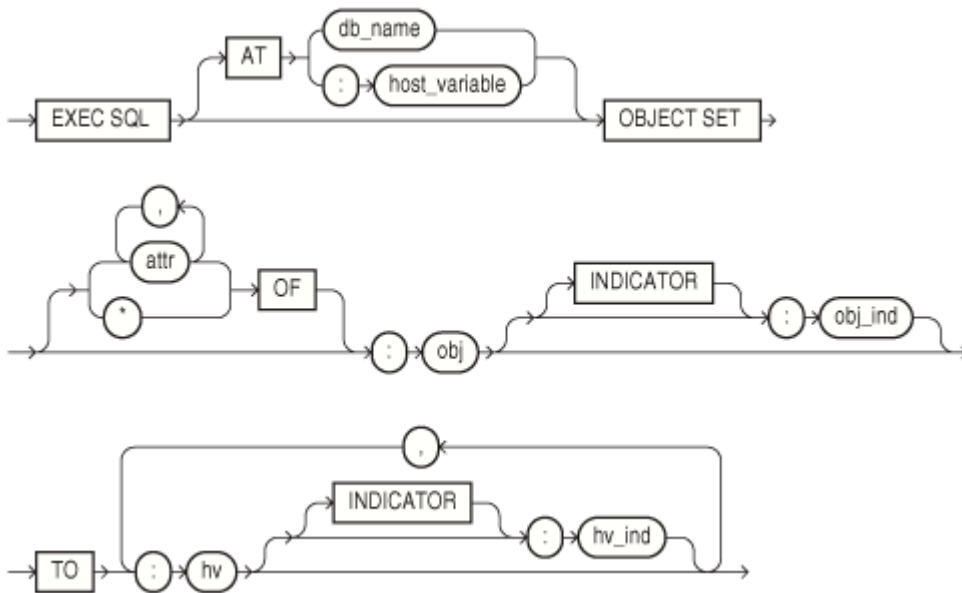 AT db_name
: host_variable
EXEC SQL OBJECT SET
,
attr INDICATOR
* OF : obj_ind
: obj
,
INDICATOR
TO : hv : hv_ind